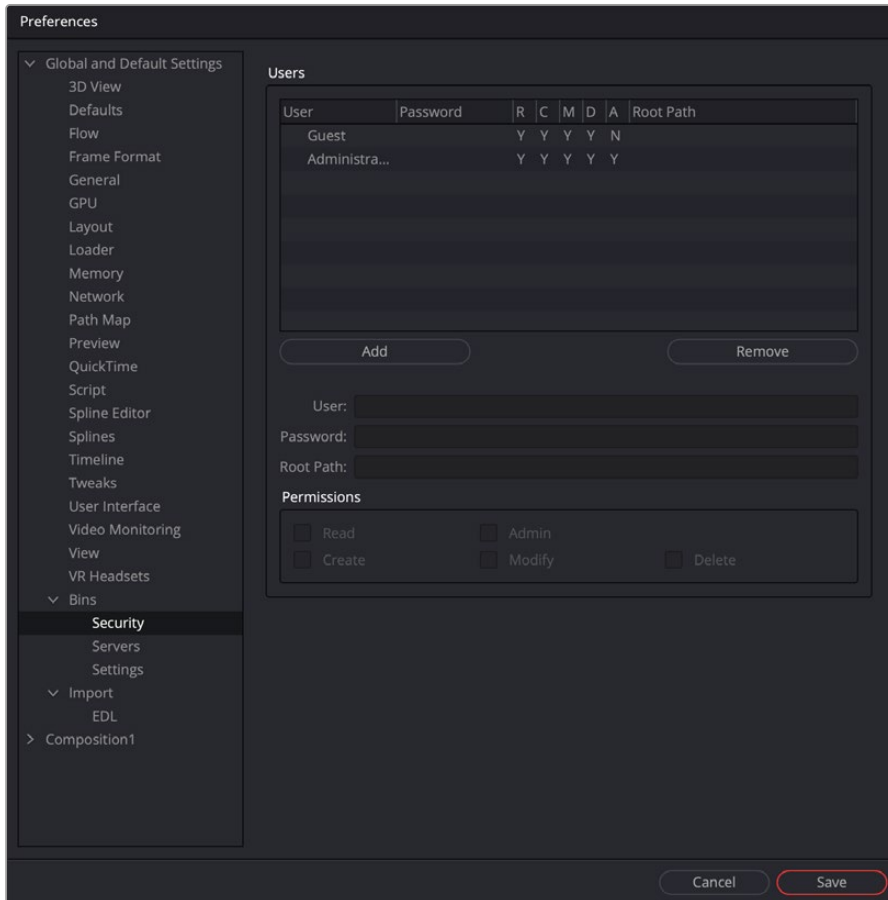 Preferences
Global and Default Settings
3D View
Defaults
Flow
Frame Format
General
GPU
Layout
Loader
Memory
Network
Path Map
Preview
QuickTime
Script
Spline Editor
Splines
Timeline
Tweaks
User Interface
Video Monitoring
View
VR Headsets
Bins
Security
Servers
Settings
Import
EDL
Composition1
Users
User Password R C M D A Root Path
Guest Y Y Y Y N
Administra... Y Y Y Y Y
Add Remove
User:
Password:
Root Path:
Permissions
Read Admin
Create Modify Delete
Cancel Save